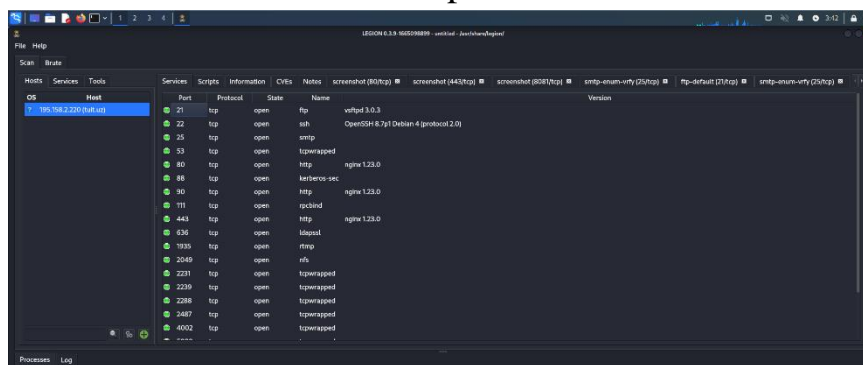 1 2 3 4
3:42
LEGION 0.3.9-1665098899 - untitled - /usr/share/legion/
File Help
Scan Brute
Hosts Services Tools
Services Scripts Information CVEs Notes screenshot (80/tcp) screenshot (443/tcp) screenshot (8081/tcp) smtp-enum-vrfy (25/tcp) ftp-default (21/tcp) smtp-enum-vrfy (25/tcp)
OS Host
? 195.158.2.220 (tuit.uz)
Port Protocol State Name Version
21 tcp open ftp vsftpd 3.0.3
22 tcp open ssh OpenSSH 8.7p1 Debian 4 (protocol 2.0)
25 tcp open smtp
53 tcp open tcpwrapped
80 tcp open http nginx 1.23.0
88 tcp open kerberos-sec
90 tcp open http nginx 1.23.0
111 tcp open rpcbind
443 tcp open http nginx 1.23.0
636 tcp open ldapssl
1935 tcp open rtmp
2049 tcp open nfs
2231 tcp open tcpwrapped
2239 tcp open tcpwrapped
2288 tcp open tcpwrapped
2487 tcp open tcpwrapped
4002 tcp open tcpwrapped
Processes Log